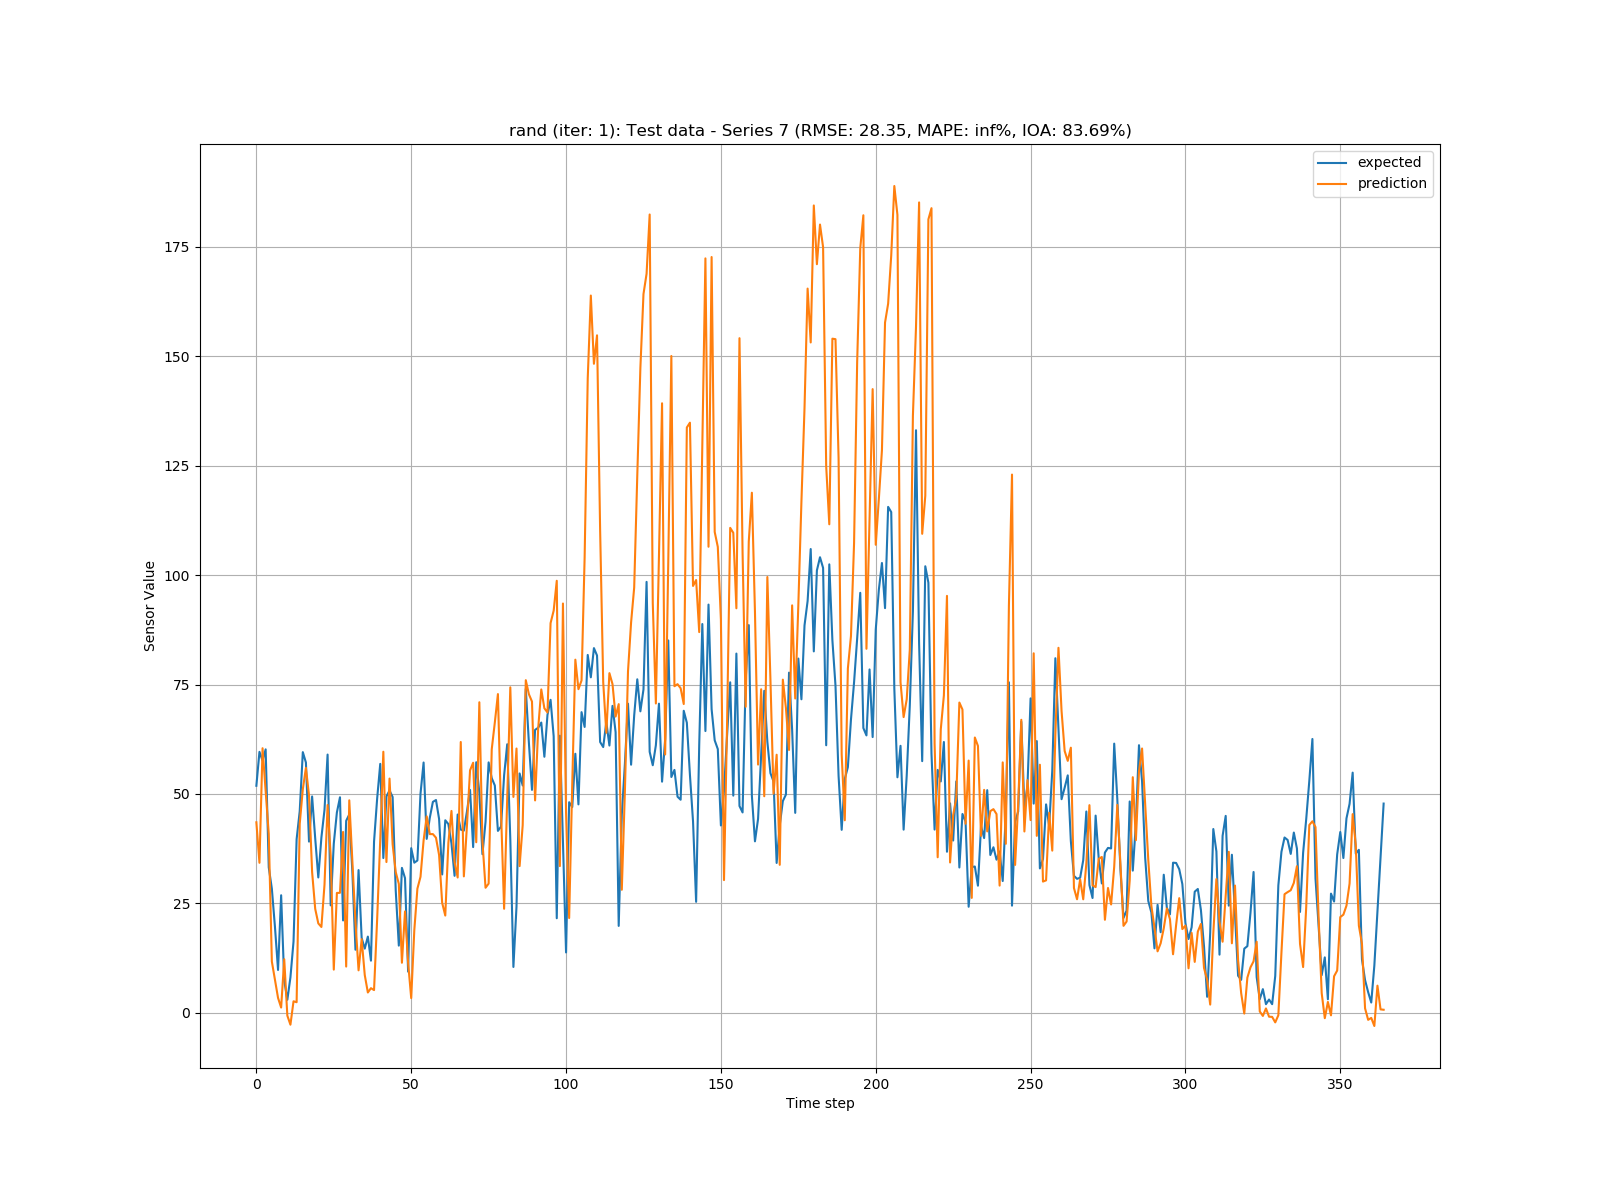 rand (iter: 1): Test data - Series 7 (RMSE: 28.35, MAPE: inf%, IOA: 83.69%)
expected
prediction
175
150
125
100
75
50
25
0
Sensor Value
0 50 100 150 200 250 300 350
Time step